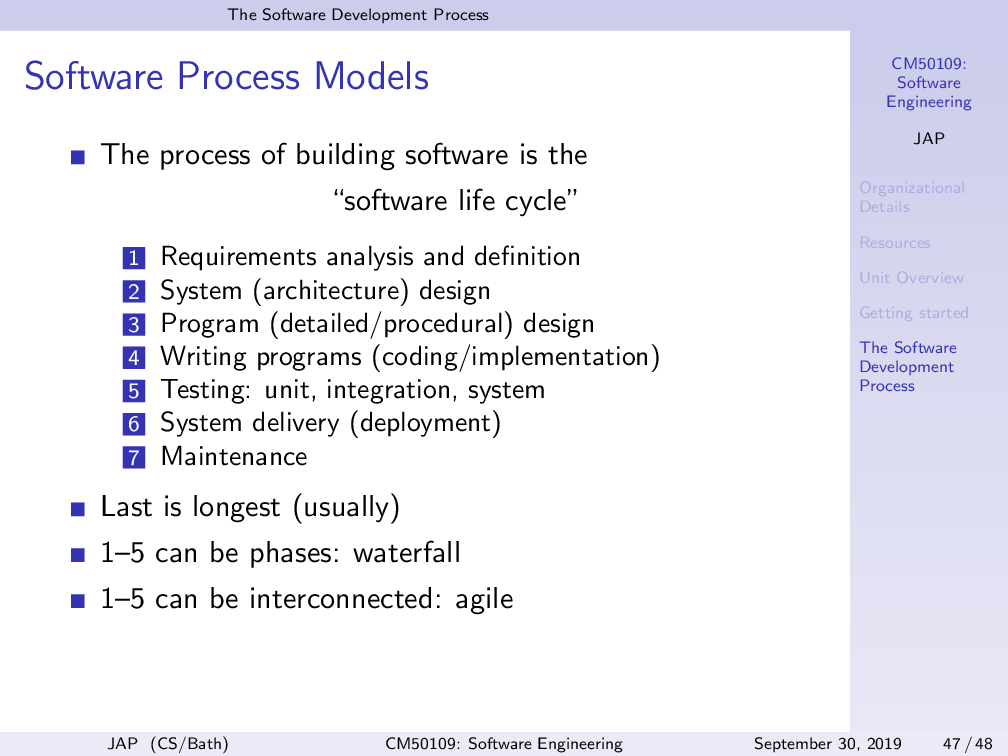 The Software Development Process
Software Process Models
The process of building software is the
“software life cycle”
1 Requirements analysis and definition
2 System (architecture) design
3 Program (detailed/procedural) design
4 Writing programs (coding/implementation)
5 Testing: unit, integration, system
6 System delivery (deployment)
7 Maintenance
Last is longest (usually)
1–5 can be phases: waterfall
1–5 can be interconnected: agile
CM50109:
Software
Engineering
JAP
Organizational
Details
Resources
Unit Overview
Getting started
The Software
Development
Process
JAP (CS/Bath) CM50109: Software Engineering September 30, 2019 47 / 48